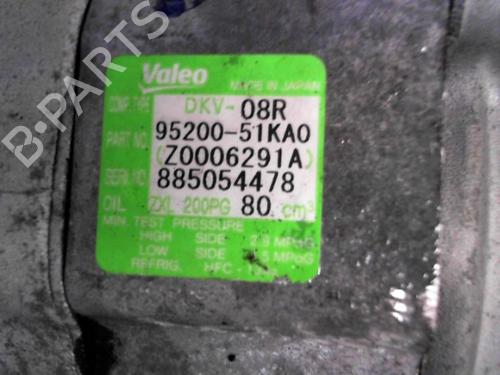 B-PARTS
Valeo
MADE IN JAPAN
COMP. TYPE DKV-08R
PART NO. 95200-51KA0
(Z0006291A)
SERI.NO. 885054478
OIL ZXL 200PG 80 cm³
MIN. TEST PRESSURE
HIGH SIDE MPaG
LOW SIDE MPaG
REFRIG. HFC-